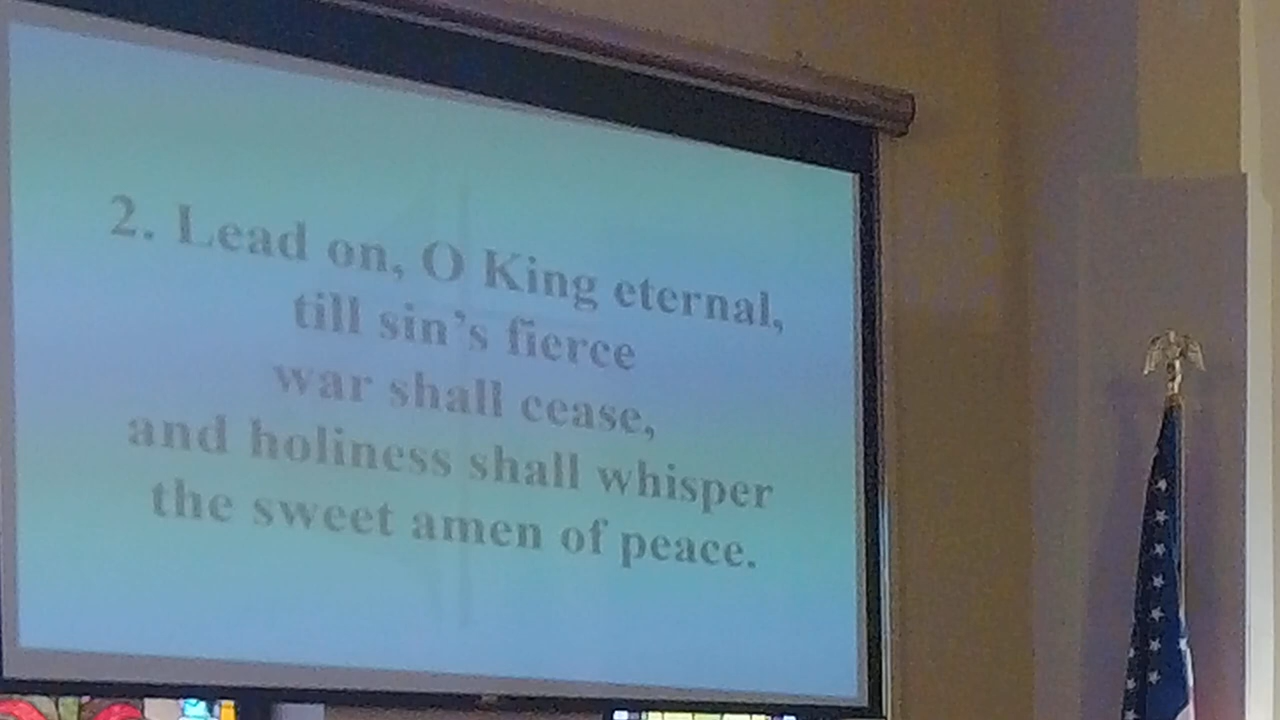 2. Lead on, O King eternal,
till sin's fierce
war shall cease,
and holiness shall whisper
the sweet amen of peace.